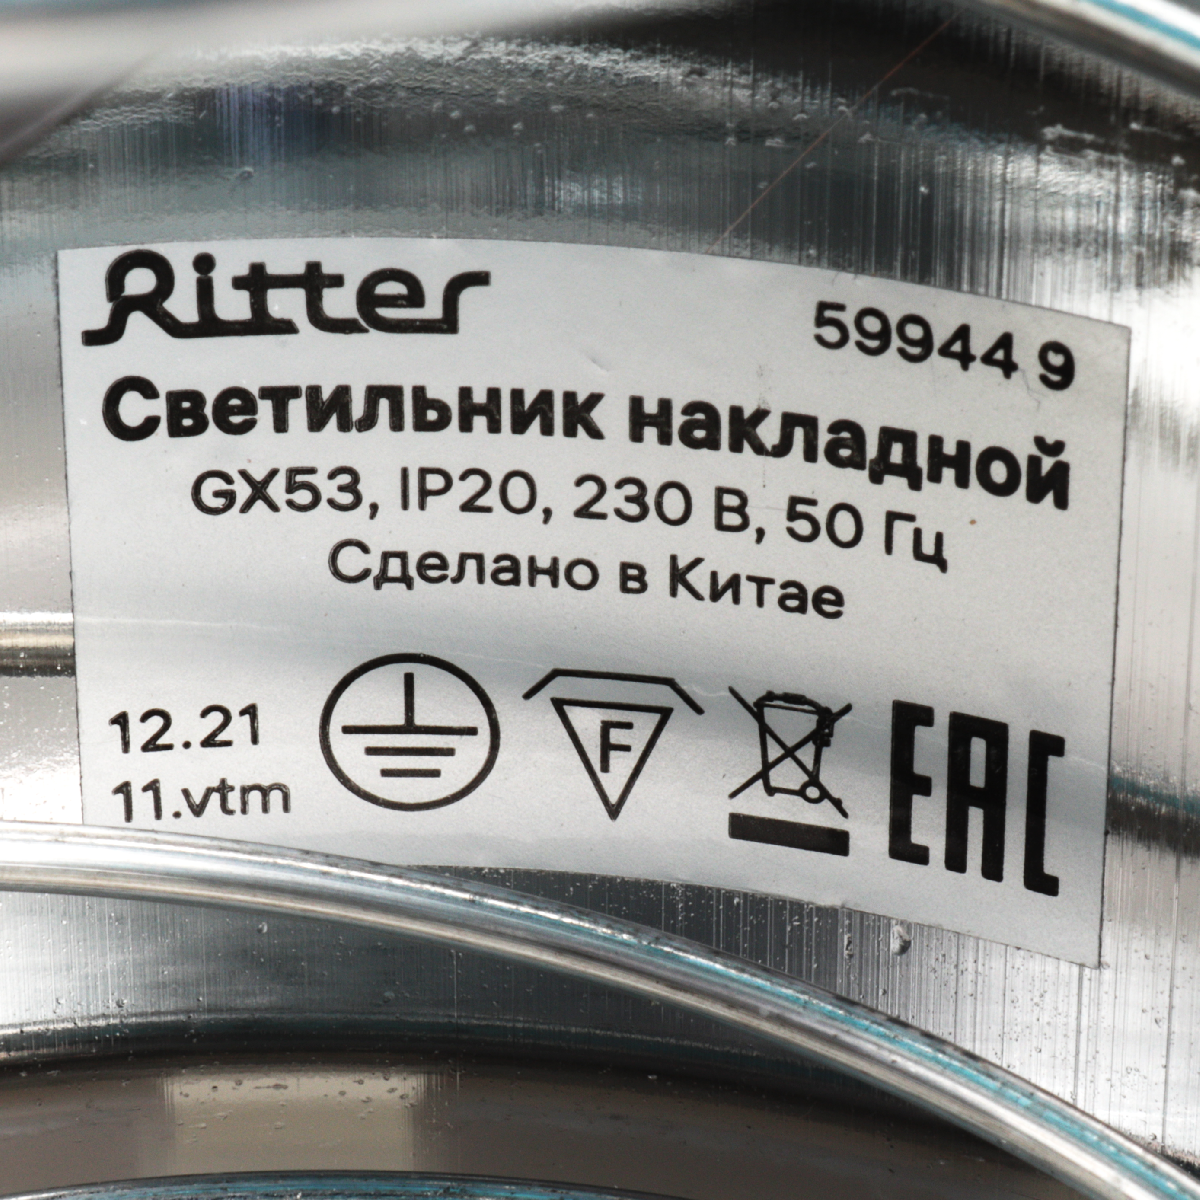 Ritter
59944 9
Светильник накладной
GX53, IP20, 230 В, 50 Гц
Сделано в Китае
12.21
11.vtm
F
EAC